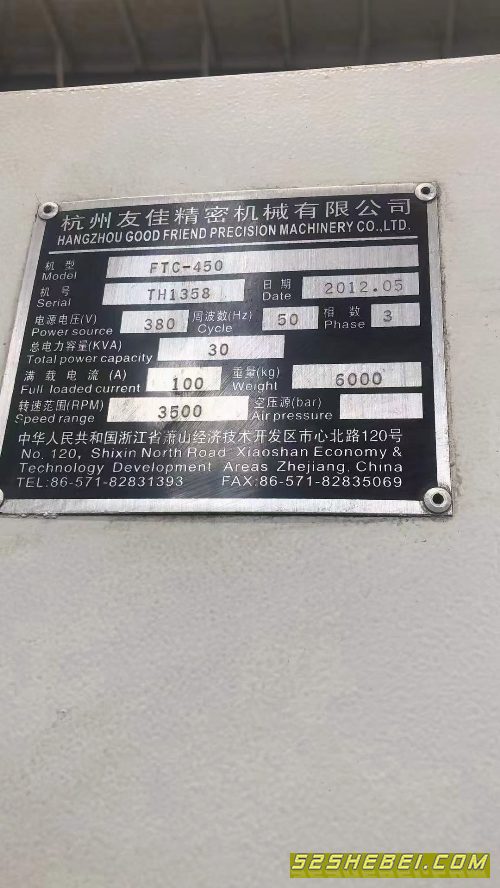 杭州友佳精密机械有限公司
HANGZHOU GOOD FRIEND PRECISION MACHINERY CO.,LTD.
机型 FTC-450
Model
机号 TH1358 日期 2012.05
Serial Date
电源电压(V) 380 周波数(Hz) 50 相数 3
Power source Cycle Phase
总电力容量(KVA) 30
Total power capacity
满载电流(A) 100 重量(kg) 6000
Full loaded current Weight
转速范围(RPM) 3500 空压源(bar)
Speed range Air pressure
中华人民共和国浙江省萧山经济技术开发区市心北路120号
No. 120, Shixin North Road Xiaoshan Economy &
Technology Development Areas Zhejiang, China
TEL:86-571-82831393 FAX:86-571-82835069
52SHEBEI.COM